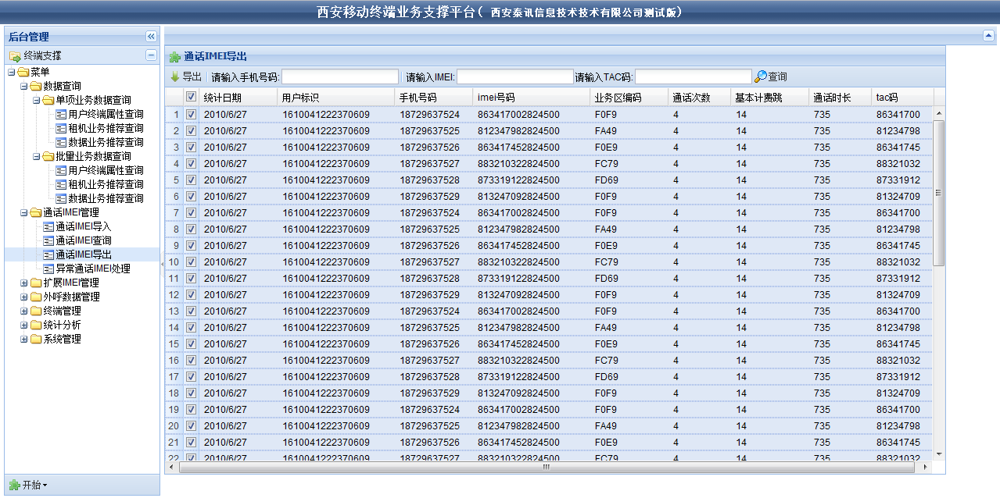 西安移动终端业务支撑平台( 西安泰讯信息技术技术有限公司测试版)
后台管理
终端支撑
菜单
数据查询
单项业务数据查询
用户终端属性查询
租机业务推荐查询
数据业务推荐查询
批量业务数据查询
用户终端属性查询
租机业务推荐查询
数据业务推荐查询
通话IMEI管理
通话IMEI导入
通话IMEI查询
通话IMEI导出
异常通话IMEI处理
扩展IMEI管理
外呼数据管理
终端管理
统计分析
系统管理
开始
通话IMEI导出
导出 请输入手机号码: 请输入IMEI: 请输入TAC码: 查询
统计日期 用户标识 手机号码 imei号码 业务区编码 通话次数 基本计费跳 通话时长 tac码
1 2010/6/27 1610041222370609 18729637524 863417002824500 F0F9 4 14 735 86341700
2 2010/6/27 1610041222370609 18729637525 812347982824500 FA49 4 14 735 81234798
3 2010/6/27 1610041222370609 18729637526 863417452824500 F0E9 4 14 735 86341745
4 2010/6/27 1610041222370609 18729637527 883210322824500 FC79 4 14 735 88321032
5 2010/6/27 1610041222370609 18729637528 873319122824500 FD69 4 14 735 87331912
6 2010/6/27 1610041222370609 18729637529 813247092824500 F0F9 4 14 735 81324709
7 2010/6/27 1610041222370609 18729637524 863417002824500 F0F9 4 14 735 86341700
8 2010/6/27 1610041222370609 18729637525 812347982824500 FA49 4 14 735 81234798
9 2010/6/27 1610041222370609 18729637526 863417452824500 F0E9 4 14 735 86341745
10 2010/6/27 1610041222370609 18729637527 883210322824500 FC79 4 14 735 88321032
11 2010/6/27 1610041222370609 18729637528 873319122824500 FD69 4 14 735 87331912
12 2010/6/27 1610041222370609 18729637529 813247092824500 F0F9 4 14 735 81324709
13 2010/6/27 1610041222370609 18729637524 863417002824500 F0F9 4 14 735 86341700
14 2010/6/27 1610041222370609 18729637525 812347982824500 FA49 4 14 735 81234798
15 2010/6/27 1610041222370609 18729637526 863417452824500 F0E9 4 14 735 86341745
16 2010/6/27 1610041222370609 18729637527 883210322824500 FC79 4 14 735 88321032
17 2010/6/27 1610041222370609 18729637528 873319122824500 FD69 4 14 735 87331912
18 2010/6/27 1610041222370609 18729637529 813247092824500 F0F9 4 14 735 81324709
19 2010/6/27 1610041222370609 18729637524 863417002824500 F0F9 4 14 735 86341700
20 2010/6/27 1610041222370609 18729637525 812347982824500 FA49 4 14 735 81234798
21 2010/6/27 1610041222370609 18729637526 863417452824500 F0E9 4 14 735 86341745
22 2010/6/27 1610041222370609 18729637527 883210322824500 FC79 4 14 735 88321032